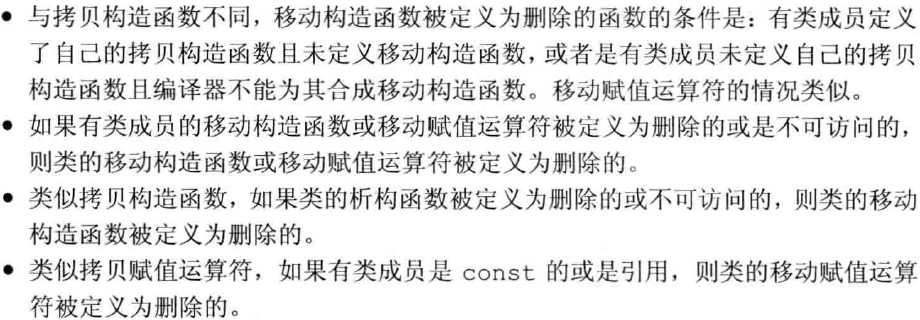 ● 与拷贝构造函数不同，移动构造函数被定义为删除的函数的条件是：有类成员定义
了自己的拷贝构造函数且未定义移动构造函数，或者是有类成员未定义自己的拷贝
构造函数且编译器不能为其合成移动构造函数。移动赋值运算符的情况类似。
● 如果有类成员的移动构造函数或移动赋值运算符被定义为删除的或是不可访问的，
则类的移动构造函数或移动赋值运算符被定义为删除的。
● 类似拷贝构造函数，如果类的析构函数被定义为删除的或不可访问的，则类的移动
构造函数被定义为删除的。
● 类似拷贝赋值运算符，如果有类成员是 const 的或是引用，则类的移动赋值运算
符被定义为删除的。